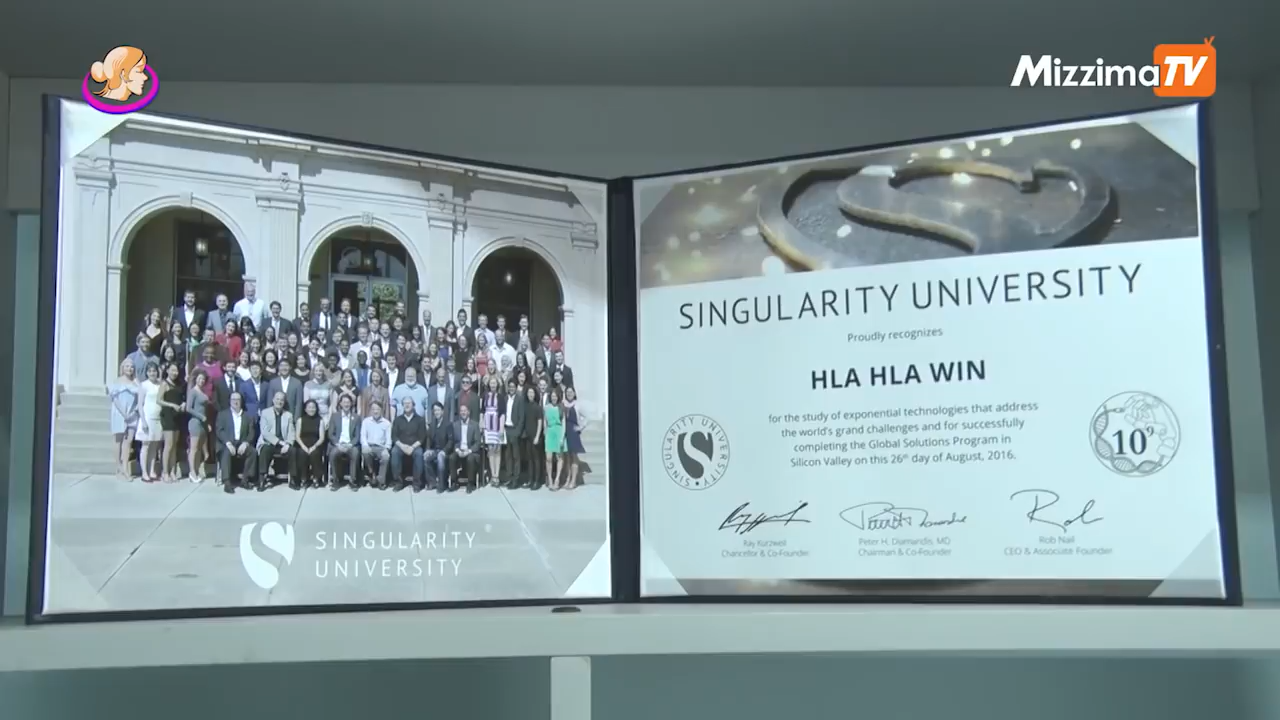 MizzimaTV
SINGULARITY
UNIVERSITY
SINGULARITY UNIVERSITY
Proudly recognizes
HLA HLA WIN
for the study of exponential technologies that address
the world's grand challenges and for successfully
completing the Global Solutions Program in
Silicon Valley on this 26th day of August, 2016.
SINGULARITY UNIVERSITY
10⁹
Ray Kurzweil
Chancellor & Co-Founder
Peter H. Diamandis, MD
Chairman & Co-Founder
Rob Nail
CEO & Associate Founder